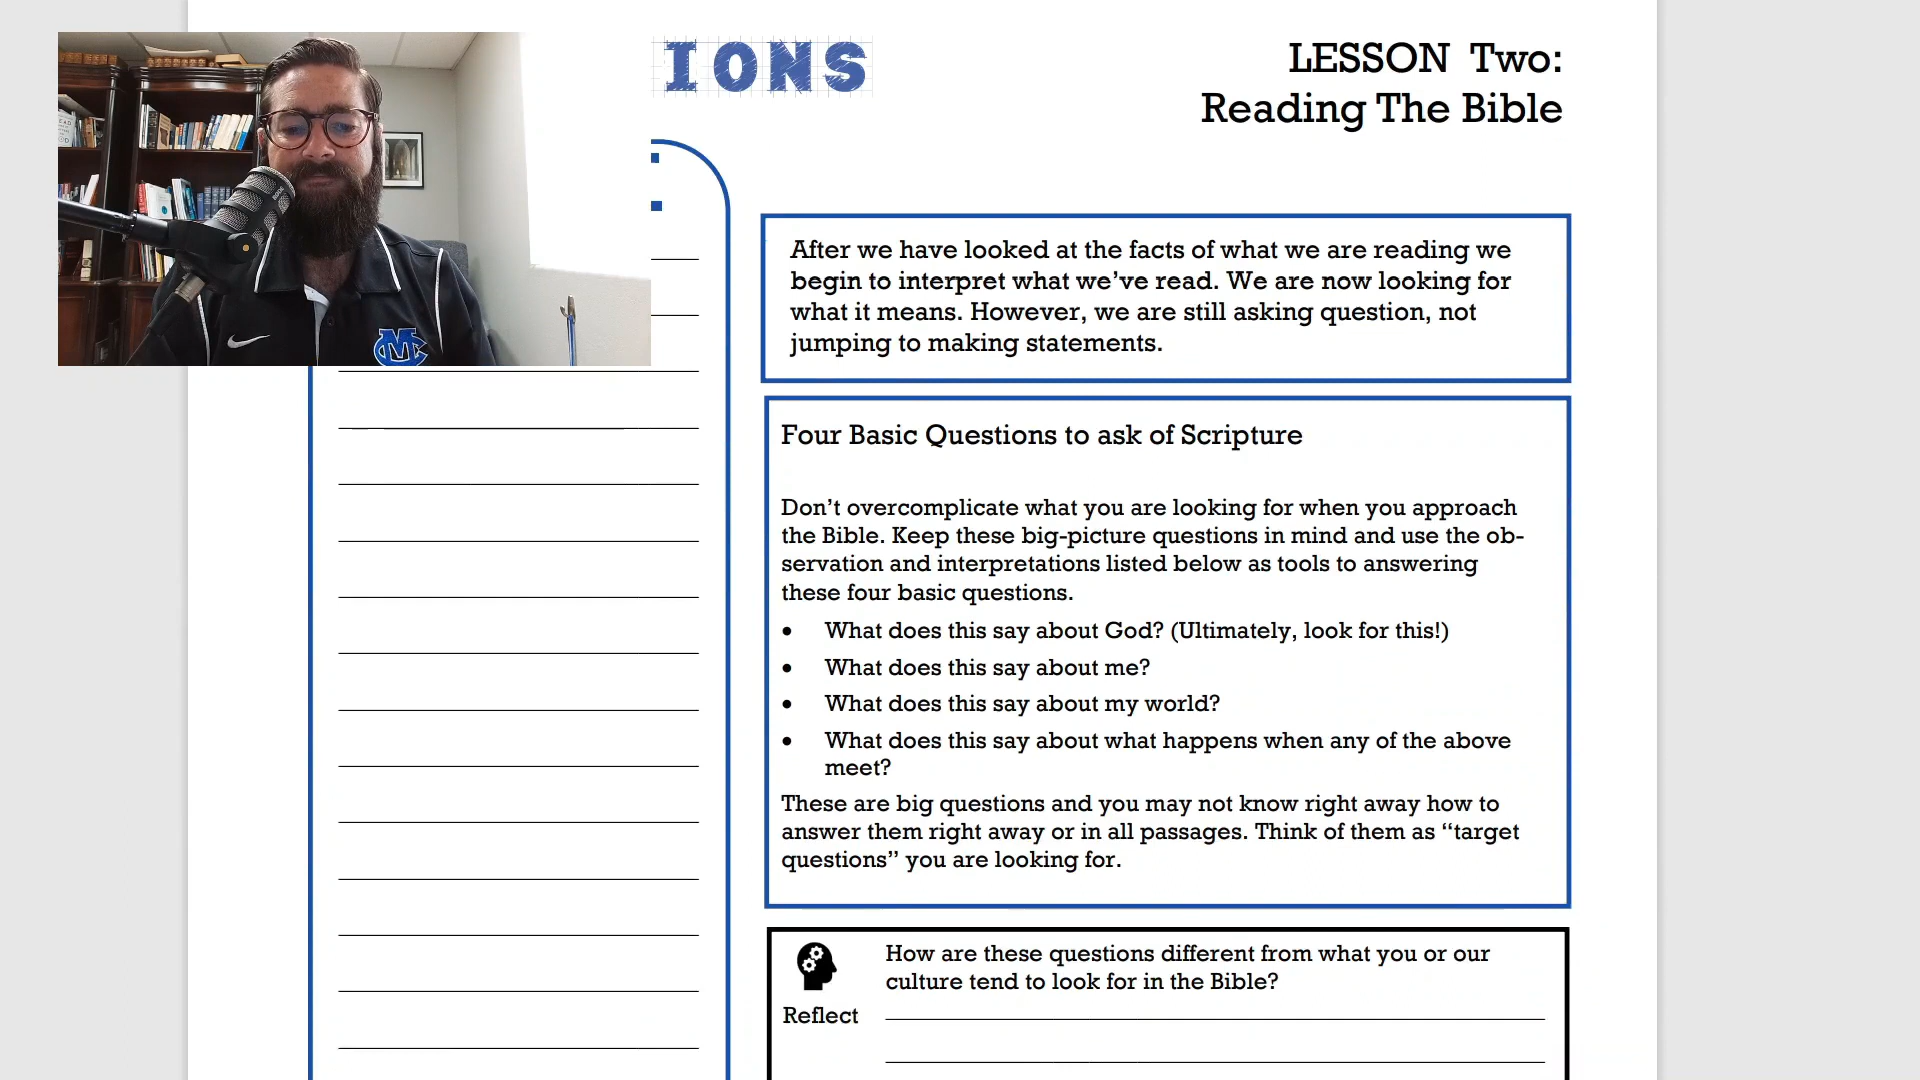 IONS
LESSON Two:
Reading The Bible
After we have looked at the facts of what we are reading we
begin to interpret what we’ve read. We are now looking for
what it means. However, we are still asking question, not
jumping to making statements.
Four Basic Questions to ask of Scripture
Don’t overcomplicate what you are looking for when you approach
the Bible. Keep these big-picture questions in mind and use the ob-
servation and interpretations listed below as tools to answering
these four basic questions.
• What does this say about God? (Ultimately, look for this!)
• What does this say about me?
• What does this say about my world?
• What does this say about what happens when any of the above
meet?
These are big questions and you may not know right away how to
answer them right away or in all passages. Think of them as “target
questions” you are looking for.
How are these questions different from what you or our
culture tend to look for in the Bible?
Reflect
MC